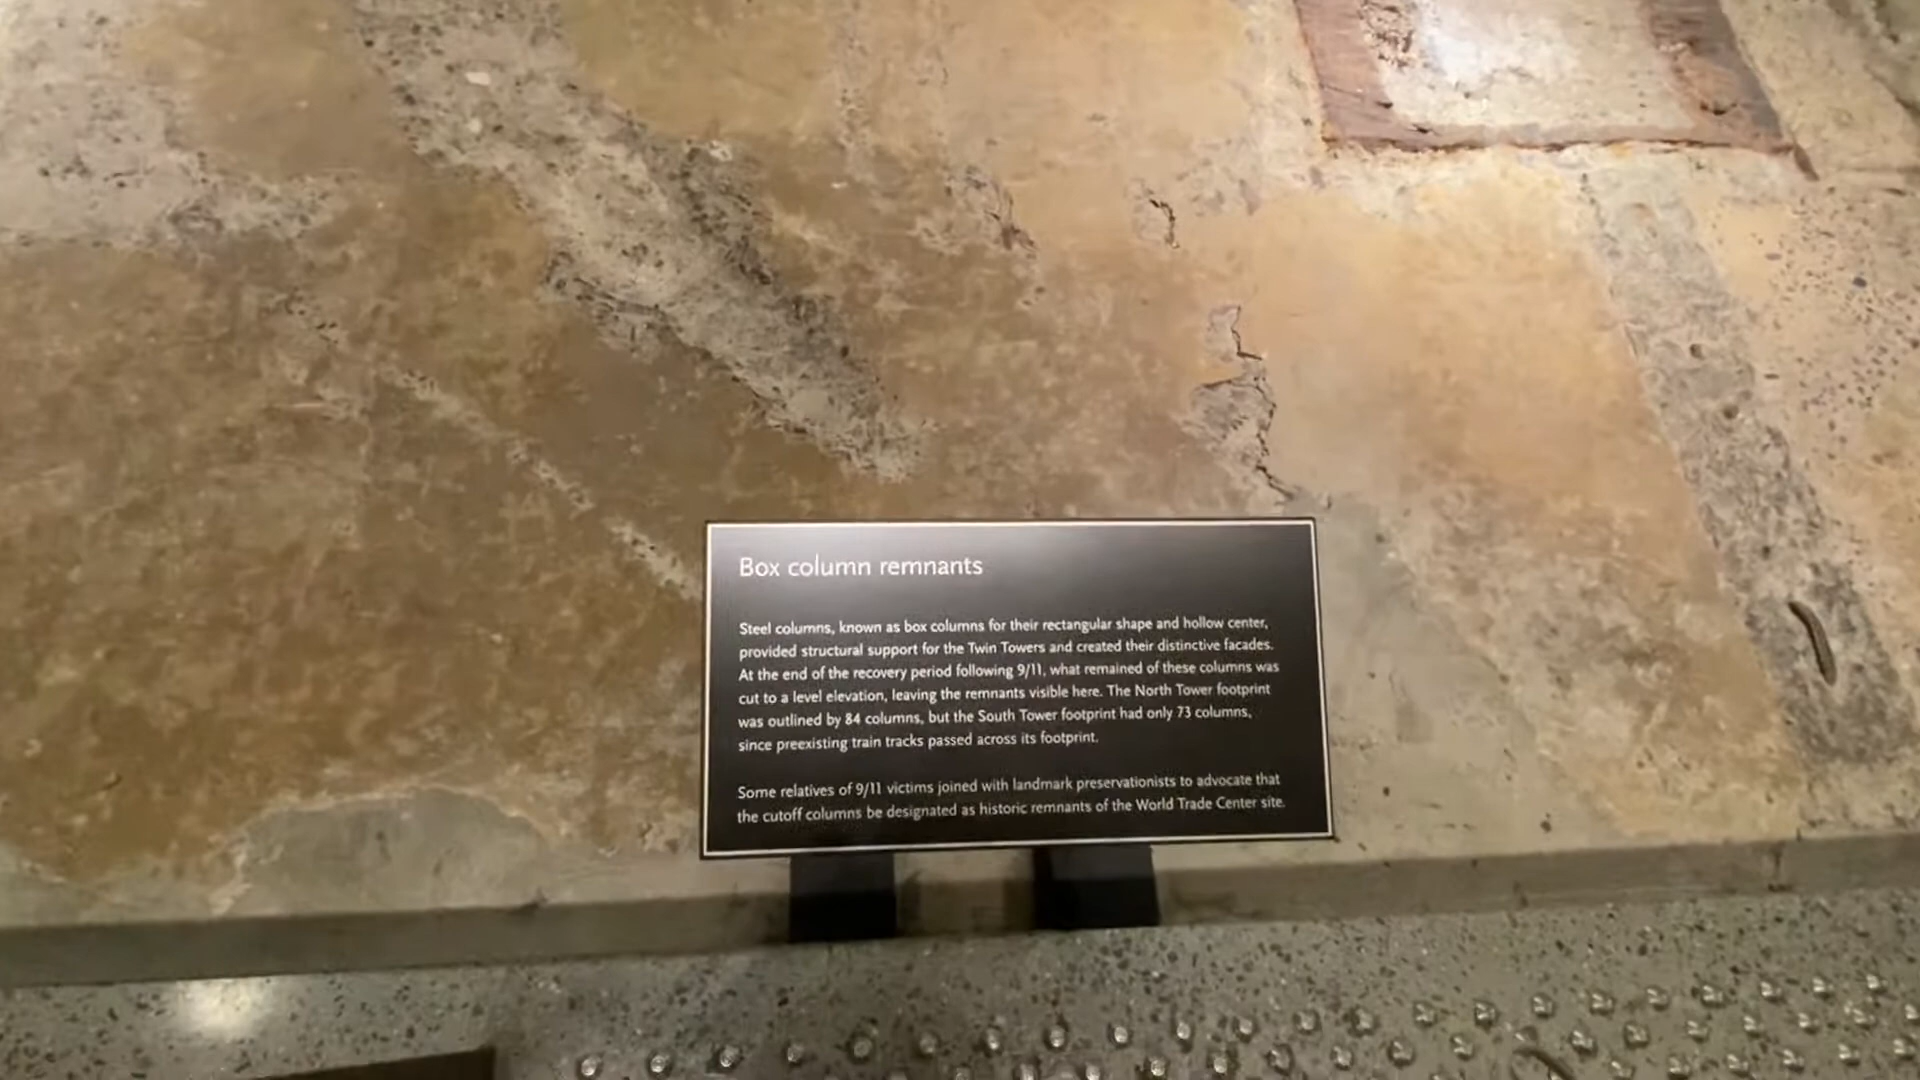 Box column remnants
Steel columns, known as box columns for their rectangular shape and hollow center,
provided structural support for the Twin Towers and created their distinctive facades.
At the end of the recovery period following 9/11, what remained of these columns was
cut to a level elevation, leaving the remnants visible here. The North Tower footprint
was outlined by 84 columns, but the South Tower footprint had only 73 columns,
since preexisting train tracks passed across its footprint.
Some relatives of 9/11 victims joined with landmark preservationists to advocate that
the cutoff columns be designated as historic remnants of the World Trade Center site.